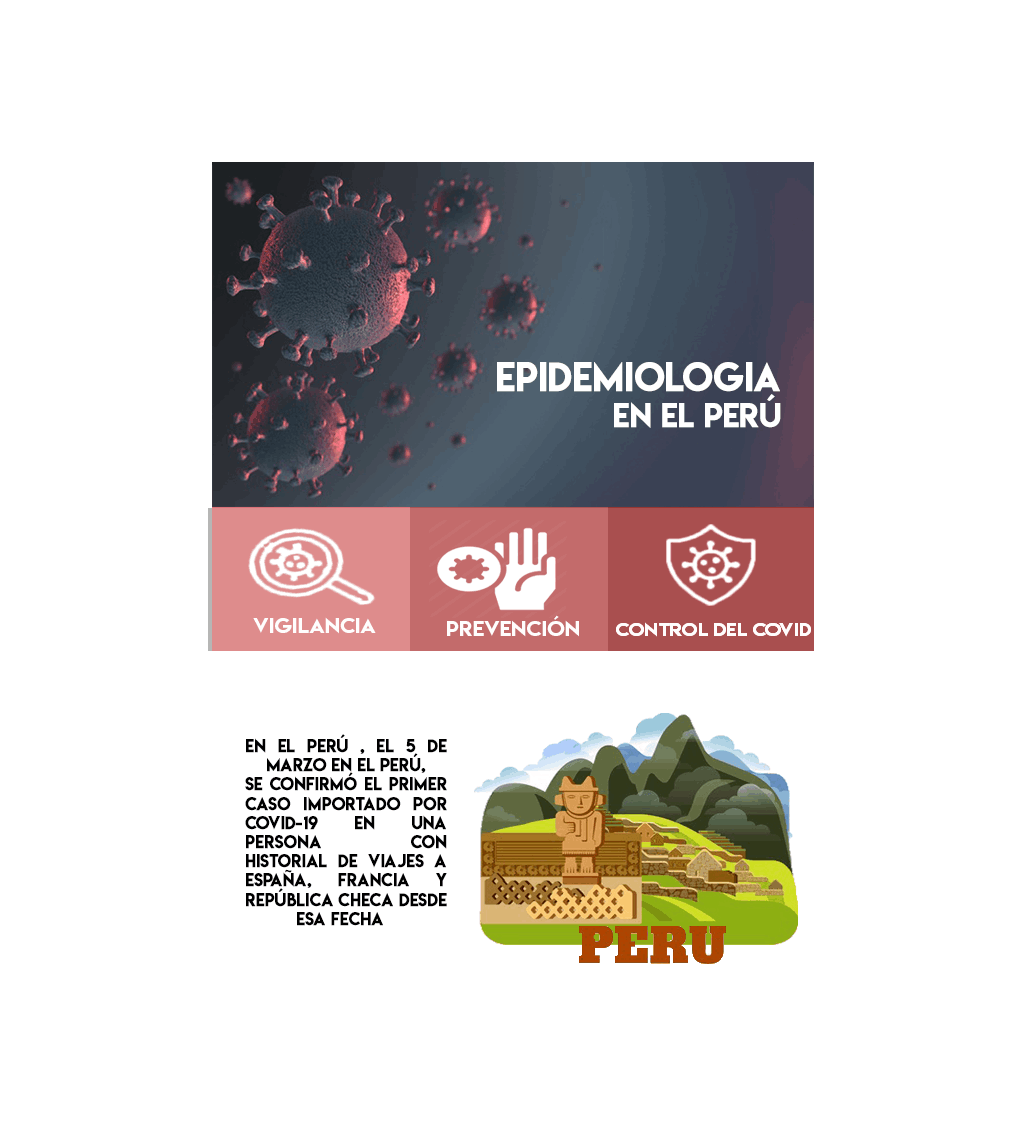 EPIDEMIOLOGIA
EN EL PERÚ
VIGILANCIA
PREVENCIÓN
CONTROL DEL COVID
EN EL PERÚ , EL 5 DE
MARZO EN EL PERÚ,
SE CONFIRMÓ EL PRIMER
CASO IMPORTADO POR
COVID-19 EN UNA
PERSONA CON
HISTORIAL DE VIAJES A
ESPAÑA, FRANCIA Y
REPÚBLICA CHECA DESDE
ESA FECHA
PERU